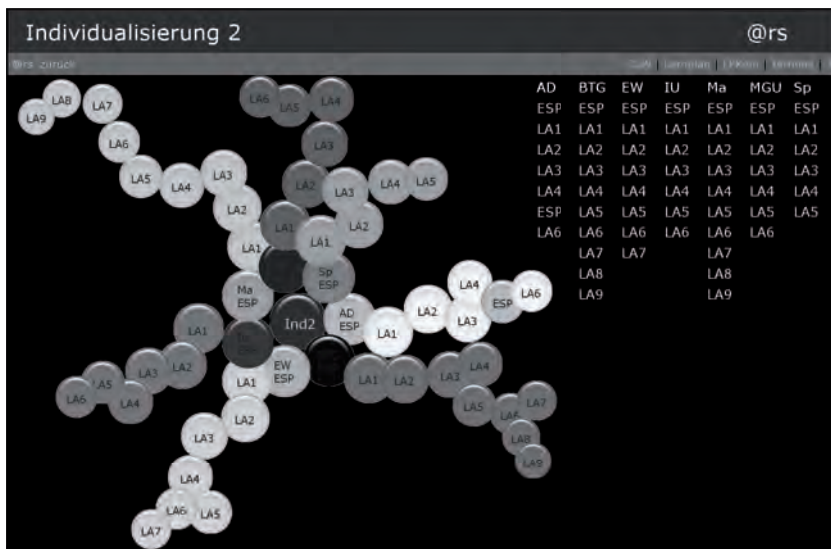 Individualisierung 2 @rs
@rs zurück | Lernplan | | Termine |
AD BTG EW IU Ma MGU Sp
ESP ESP ESP ESP ESP ESP ESP
LA1 LA1 LA1 LA1 LA1 LA1 LA1
LA2 LA2 LA2 LA2 LA2 LA2 LA2
LA3 LA3 LA3 LA3 LA3 LA3 LA3
LA4 LA4 LA4 LA4 LA4 LA4 LA4
ESP LA5 LA5 LA5 LA5 LA5 LA5
LA6 LA6 LA6 LA6 LA6 LA6
LA7 LA7 LA7
LA8 LA8
LA9 LA9
LA9
LA8
LA7
LA6
LA5
LA4
LA3
LA2
LA1
Ma
ESP
LA6
LA5
LA4
LA3
LA2
LA1
LA5
LA4
LA3
LA2
LA1
Sp
ESP
Ind2
AD
ESP
LA1
LA2
LA3
LA4
ESP
LA6
LA1
LA2
LA3
LA4
LA5
LA6
LA7
LA8
LA9
EW
ESP
LA1
LA2
LA3
LA4
LA5
LA6
LA7
LA1
LA2
LA3
LA4
LA5
LA6